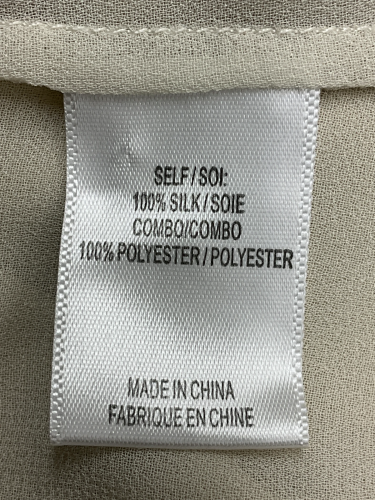 SELF / SOI:
100% SILK / SOIE
COMBO/COMBO
100% POLYESTER / POLYESTER
MADE IN CHINA
FABRIQUE EN CHINE